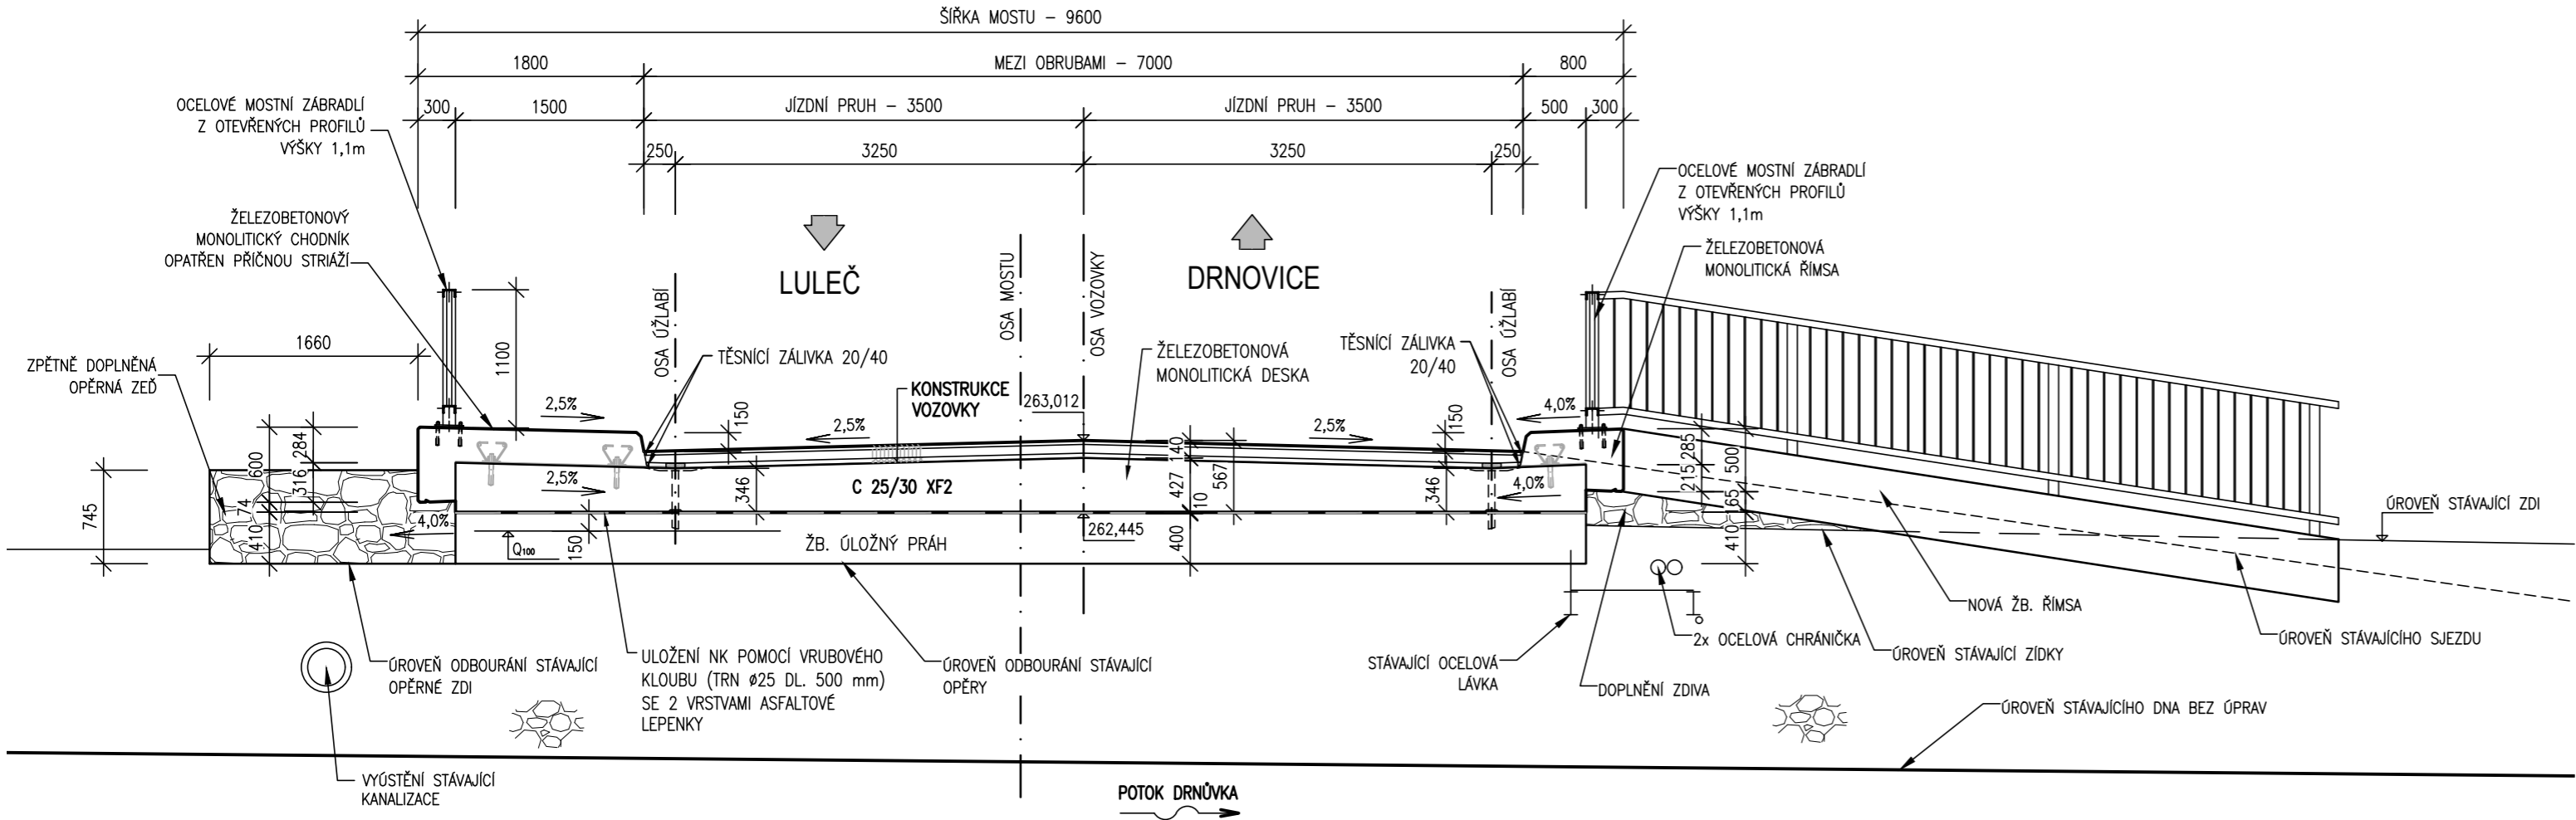 ŠÍŘKA MOSTU – 9600
1800
MEZI OBRUBAMI – 7000
800
300
1500
JÍZDNÍ PRUH – 3500
JÍZDNÍ PRUH – 3500
500
300
250
3250
3250
250
OCELOVÉ MOSTNÍ ZÁBRADLÍ
Z OTEVŘENÝCH PROFILŮ
VÝŠKY 1,1m
OCELOVÉ MOSTNÍ ZÁBRADLÍ
Z OTEVŘENÝCH PROFILŮ
VÝŠKY 1,1m
ŽELEZOBETONOVÝ
MONOLITICKÝ CHODNÍK
OPATŘEN PŘÍČNOU STRIÁŽÍ
ŽELEZOBETONOVÁ
MONOLITICKÁ ŘÍMSA
LULEČ
DRNOVICE
OSA ÚŽLABÍ
OSA MOSTU
OSA VOZOVKY
OSA ÚŽLABÍ
1660
1100
ZPĚTNĚ DOPLNĚNÁ
OPĚRNÁ ZEĎ
TĚSNÍCÍ ZÁLIVKA 20/40
ŽELEZOBETONOVÁ
MONOLITICKÁ DESKA
TĚSNÍCÍ ZÁLIVKA
20/40
KONSTRUKCE
VOZOVKY
263,012
2,5%
150
2,5%
2,5%
150
4,0%
745
600
74
410
284
316
4,0%
2,5%
346
C 25/30 XF2
140
427
10
400
567
346
4,0%
285
215
500
65
410
Q100
150
ŽB. ÚLOŽNÝ PRÁH
262,445
ÚROVEŇ STÁVAJÍCÍ ZDI
NOVÁ ŽB. ŘÍMSA
2x OCELOVÁ CHRÁNIČKA
ÚROVEŇ STÁVAJÍCÍHO SJEZDU
ÚROVEŇ STÁVAJÍCÍ ZÍDKY
ÚROVEŇ ODBOURÁNÍ STÁVAJÍCÍ
OPĚRNÉ ZDI
ULOŽENÍ NK POMOCÍ VRUBOVÉHO
KLOUBU (TRN ø25 DL. 500 mm)
SE 2 VRSTVAMI ASFALTOVÉ
LEPENKY
ÚROVEŇ ODBOURÁNÍ STÁVAJÍCÍ
OPĚRY
STÁVAJÍCÍ OCELOVÁ
LÁVKA
DOPLNĚNÍ ZDIVA
ÚROVEŇ STÁVAJÍCÍHO DNA BEZ ÚPRAV
VYÚSTĚNÍ STÁVAJÍCÍ
KANALIZACE
POTOK DRNŮVKA